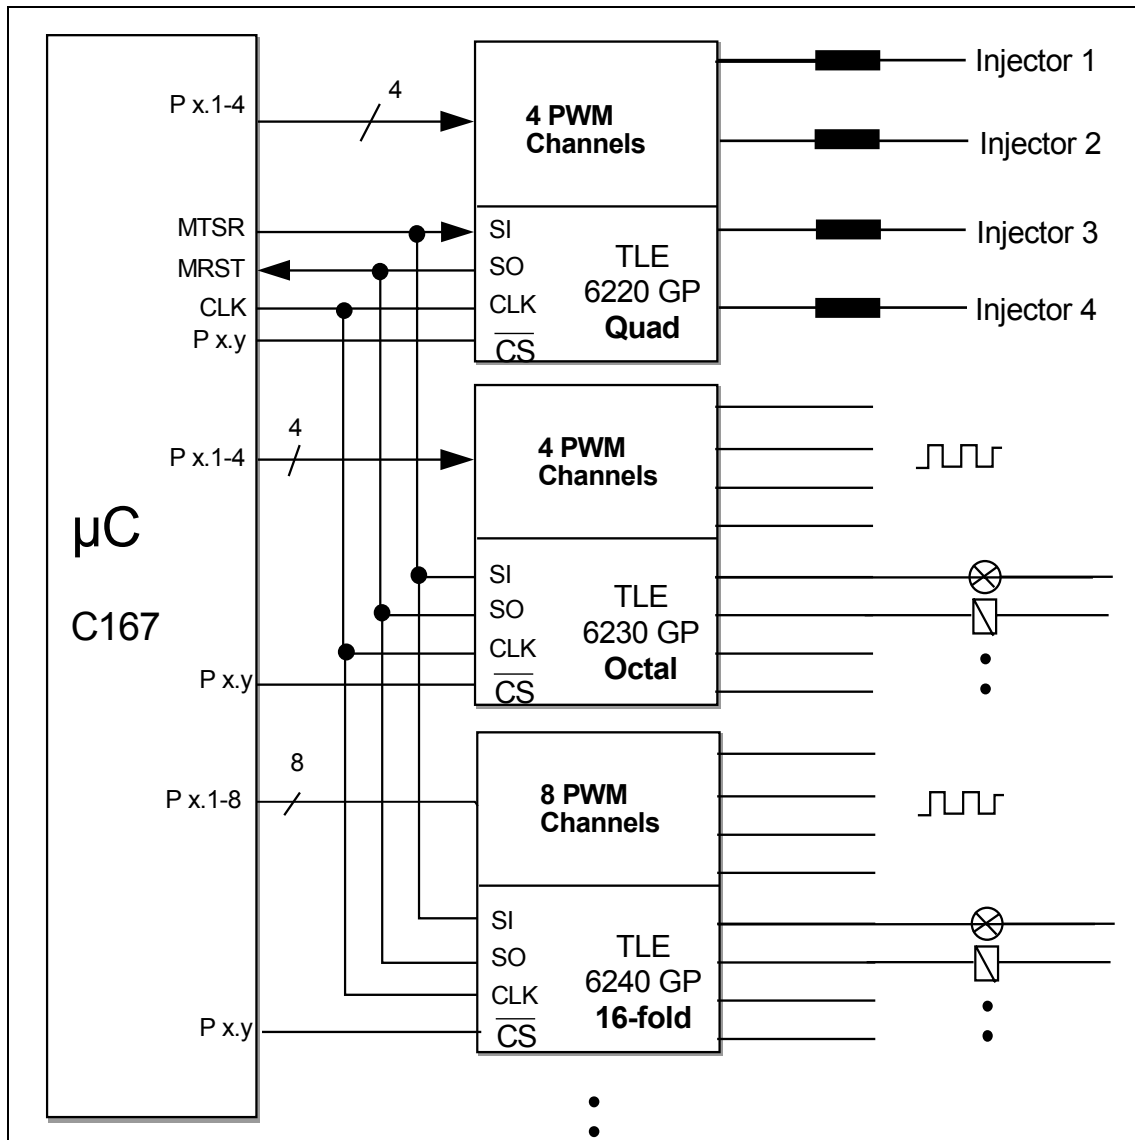 Injector 1
P x.1-4
4
4 PWM
Channels
Injector 2
MTSR
SI
Injector 3
MRST
SO
TLE
CLK
CLK
6220 GP
Injector 4
P x.y
CS
Quad
P x.1-4
4
4 PWM
Channels
µC
C167
SI
TLE
SO
6230 GP
CLK
Octal
P x.y
CS
P x.1-8
8
8 PWM
Channels
SI
TLE
SO
6240 GP
CLK
16-fold
P x.y
CS